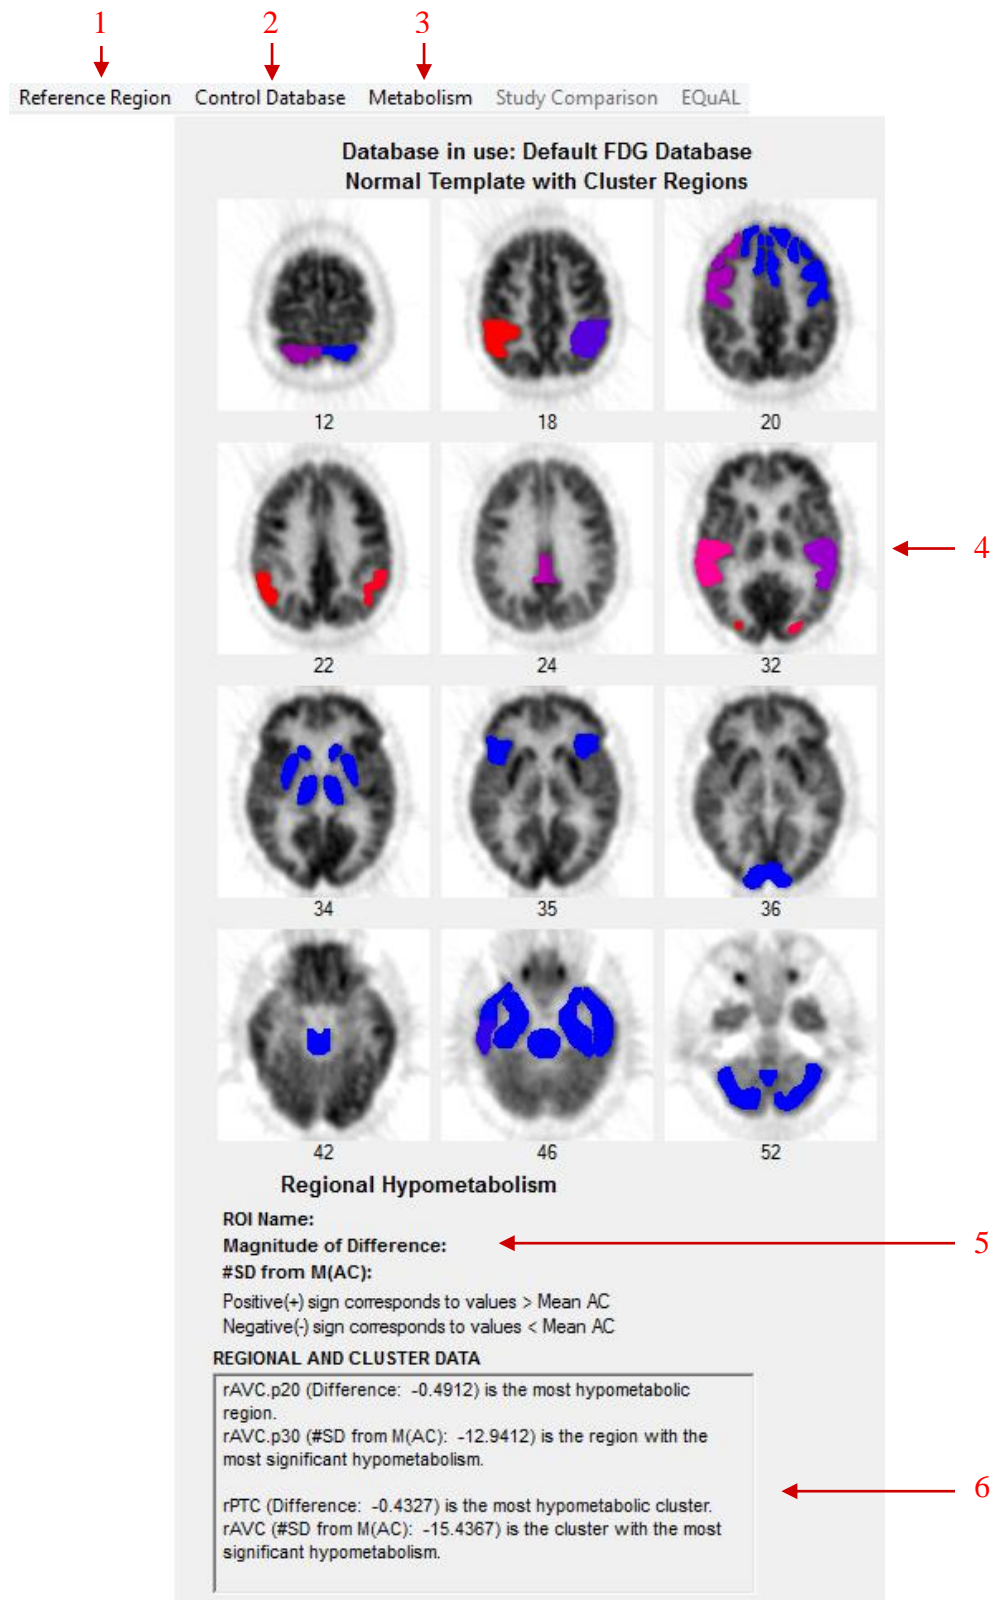 1 2 3
Reference Region Control Database Metabolism Study Comparison EQuAL
Database in use: Default FDG Database
Normal Template with Cluster Regions
12 18 20
4
22 24 32
34 35 36
42 46 52
Regional Hypometabolism
ROI Name:
Magnitude of Difference:
5
#SD from M(AC):
Positive(+) sign corresponds to values > Mean AC
Negative(-) sign corresponds to values < Mean AC
REGIONAL AND CLUSTER DATA
rAVC.p20 (Difference: -0.4912) is the most hypometabolic
region.
rAVC.p30 (#SD from M(AC): -12.9412) is the region with the
most significant hypometabolism.
6
rPTC (Difference: -0.4327) is the most hypometabolic cluster.
rAVC (#SD from M(AC): -15.4367) is the cluster with the most
significant hypometabolism.